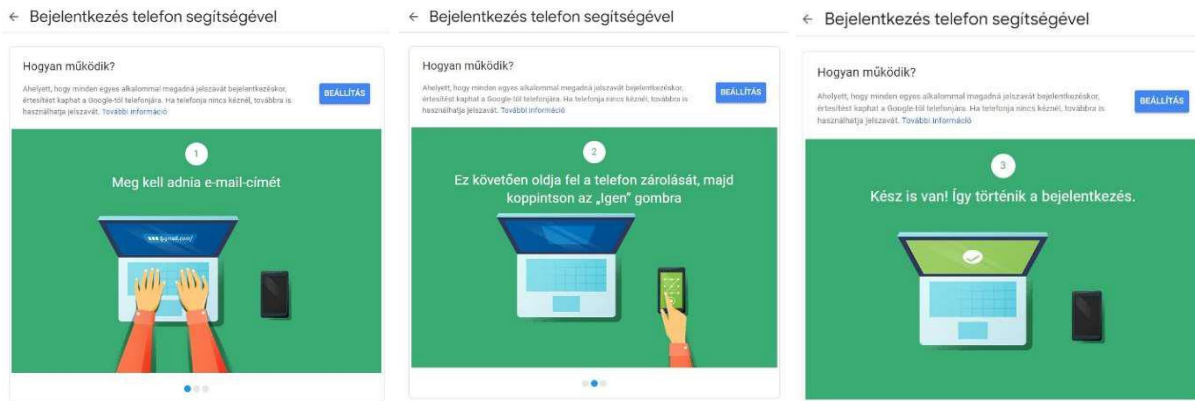 ← Bejelentkezés telefon segítségével
Hogyan működik?
Ahelyett, hogy minden egyes alkalommal megadná jelszavát bejelentkezéskor,
értesítést kaphat a Google-tól telefonjára. Ha telefonja nincs kéznél, továbbra is
használhatja jelszavát. További információ
BEÁLLÍTÁS
1
Meg kell adnia e-mail-címét
← Bejelentkezés telefon segítségével
Hogyan működik?
Ahelyett, hogy minden egyes alkalommal megadná jelszavát bejelentkezéskor,
értesítést kaphat a Google-tól telefonjára. Ha telefonja nincs kéznél, továbbra is
használhatja jelszavát. További információ
BEÁLLÍTÁS
2
Ez követően oldja fel a telefon zárolását, majd
koppintson az „Igen” gombra
← Bejelentkezés telefon segítségével
Hogyan működik?
Ahelyett, hogy minden egyes alkalommal megadná jelszavát bejelentkezéskor,
értesítést kaphat a Google-tól telefonjára. Ha telefonja nincs kéznél, továbbra is
használhatja jelszavát. További információ
BEÁLLÍTÁS
3
Kész is van! Így történik a bejelentkezés.